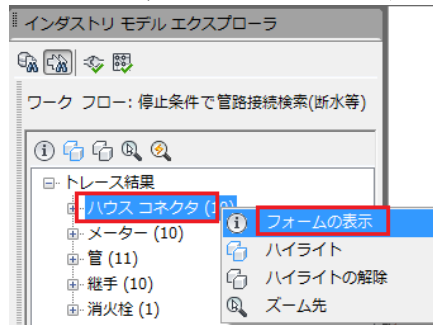 インダストリ モデル エクスプローラ
ワーク フロー: 停止条件で管路接続検索(断水等)
トレース結果
ハウス コネクタ (10)
フォームの表示
メーター (10)
ハイライト
管 (11)
ハイライトの解除
継手 (10)
ズーム先
消火栓 (1)